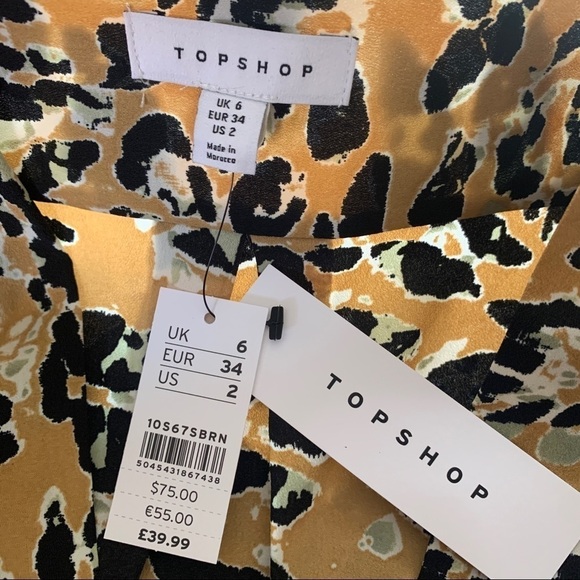 TOPSHOP
UK 6
EUR 34
US 2
Made in
Morocco
UK 6
EUR 34
US 2
10S67SBRN
5045431867438
$75.00
€55.00
£39.99
TOPSHOP